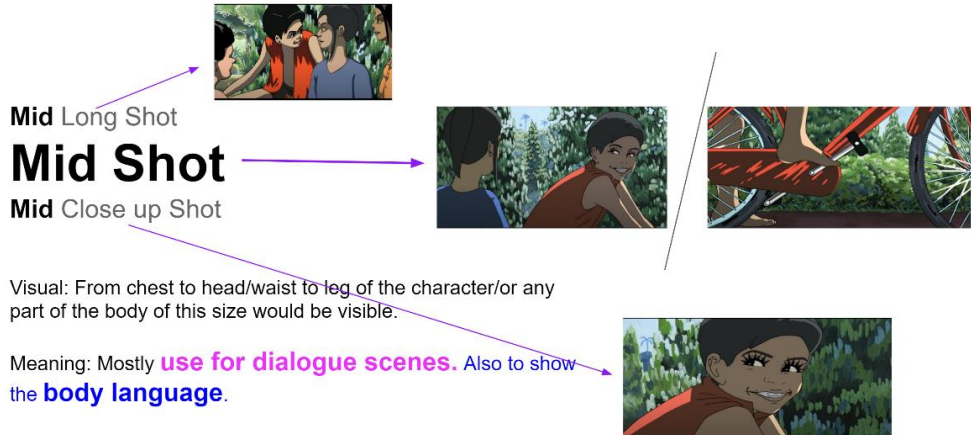 Mid Long Shot
Mid Shot
Mid Close up Shot
Visual: From chest to head/waist to leg of the character/or any
part of the body of this size would be visible.
Meaning: Mostly use for dialogue scenes. Also to show
the body language.